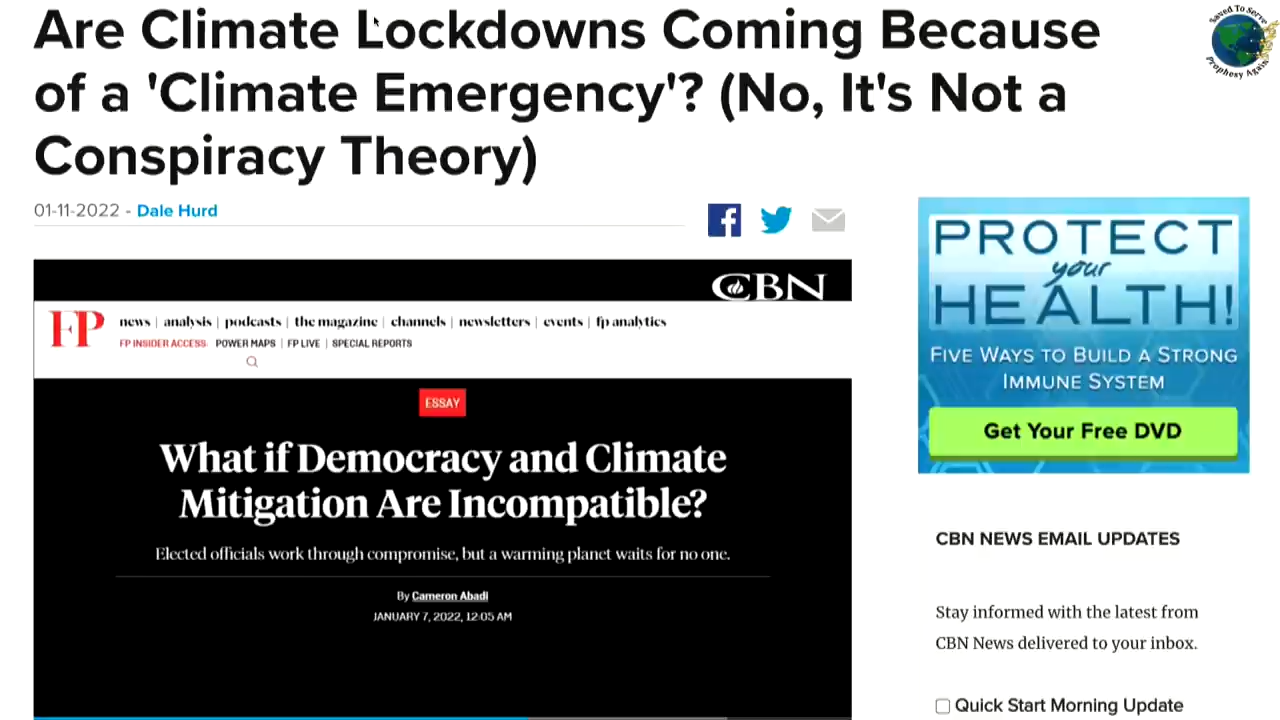 Are Climate Lockdowns Coming Because
of a 'Climate Emergency'? (No, It's Not a
Conspiracy Theory)
01-11-2022 - Dale Hurd
CBN
FP
news | analysis | podcasts | the magazine | channels | newsletters | events | fp analytics
FP INSIDER ACCESS POWER MAPS | FP LIVE | SPECIAL REPORTS
ESSAY
What if Democracy and Climate
Mitigation Are Incompatible?
Elected officials work through compromise, but a warming planet waits for no one.
By Cameron Abadi
JANUARY 7, 2022, 12:05 AM
Saved To Serve
Prophesy Again
PROTECT
your
HEALTH!
FIVE WAYS TO BUILD A STRONG
IMMUNE SYSTEM
Get Your Free DVD
CBN NEWS EMAIL UPDATES
Stay informed with the latest from
CBN News delivered to your inbox.
Quick Start Morning Update